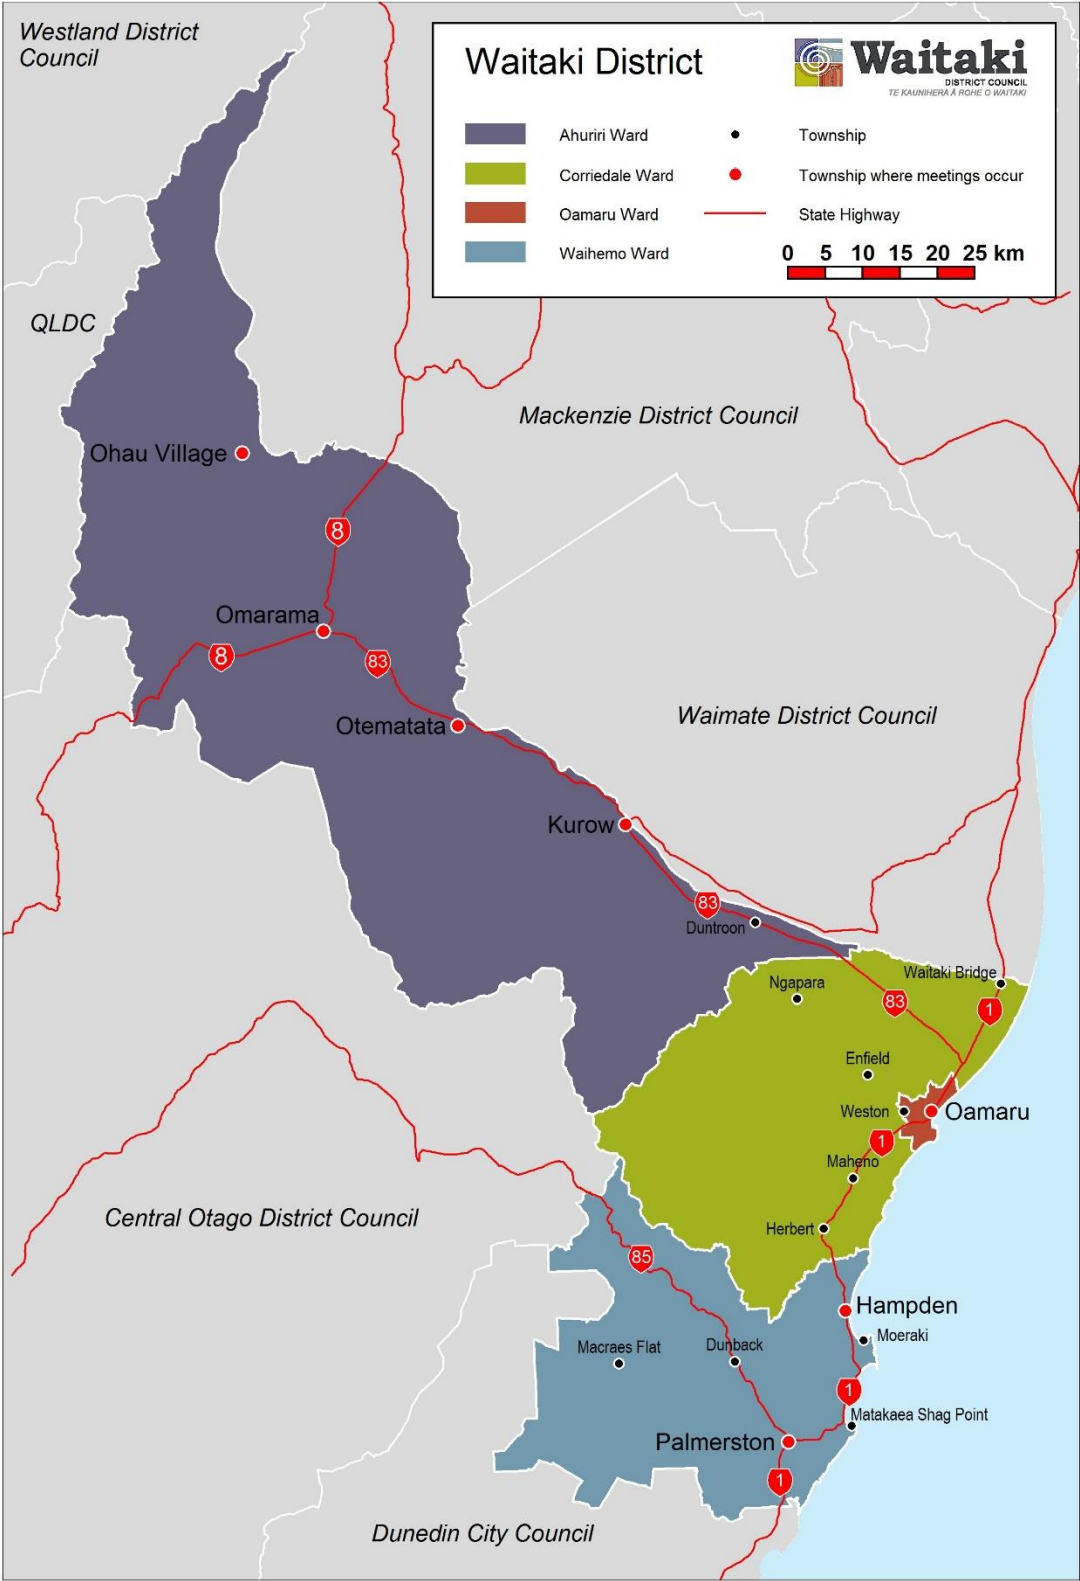 Westland District
Council
Waitaki District
Waitaki
DISTRICT COUNCIL
TE KAUNIHERA Ā ROHE O WAITAKI
Ahuriri Ward
Township
Corriedale Ward
Township where meetings occur
Oamaru Ward
State Highway
Waihemo Ward
0 5 10 15 20 25 km
QLDC
Mackenzie District Council
Ohau Village
8
Omarama
8
83
Otematata
Waimate District Council
Kurow
83
Duntroon
Waitaki Bridge
Ngapara
83
1
Enfield
Weston
Oamaru
1
Maheno
Central Otago District Council
Herbert
85
Hampden
Moeraki
Macraes Flat
Dunback
1
Matakaea Shag Point
Palmerston
1
Dunedin City Council